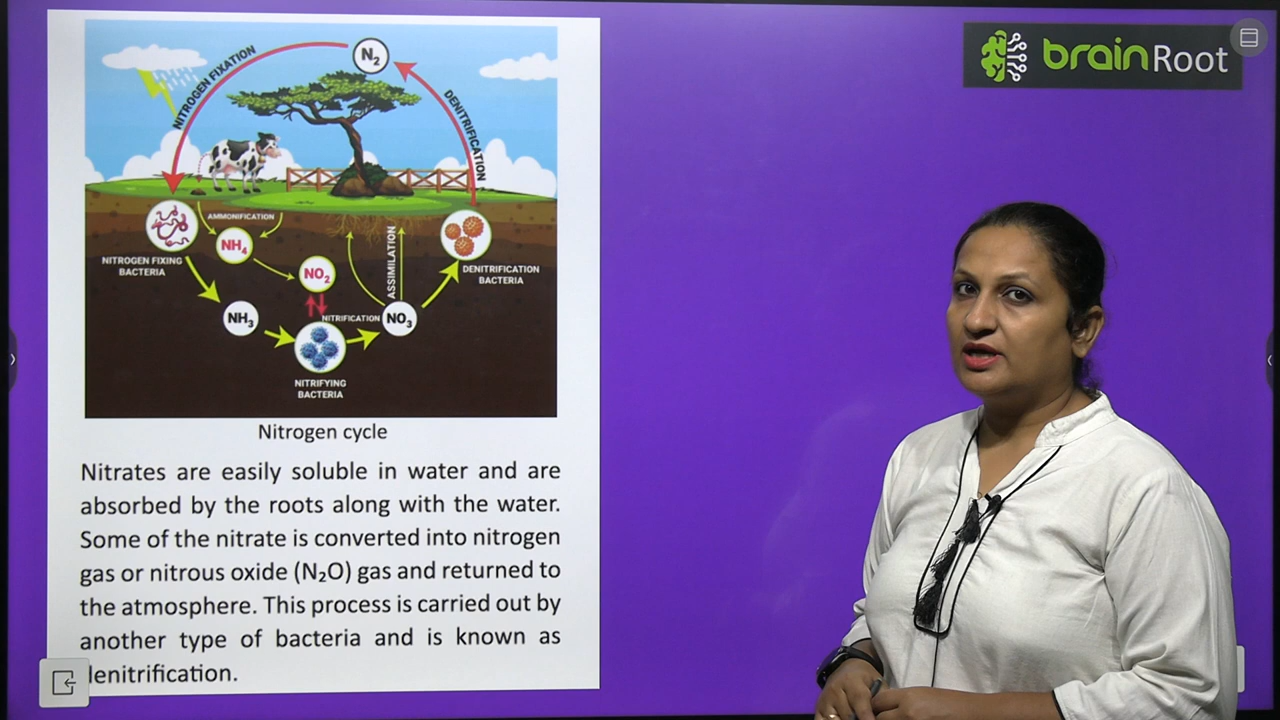 brainRoot
N₂
NITROGEN FIXATION
DENITRIFICATION
AMMONIFICATION
NH₄
NITROGEN FIXING
BACTERIA
NO₂
ASSIMILATION
DENITRIFICATION
BACTERIA
NH₃
NITRIFICATION
NO₃
NITRIFYING
BACTERIA
Nitrogen cycle
Nitrates are easily soluble in water and are
absorbed by the roots along with the water.
Some of the nitrate is converted into nitrogen
gas or nitrous oxide (N₂O) gas and returned to
the atmosphere. This process is carried out by
another type of bacteria and is known as
denitrification.